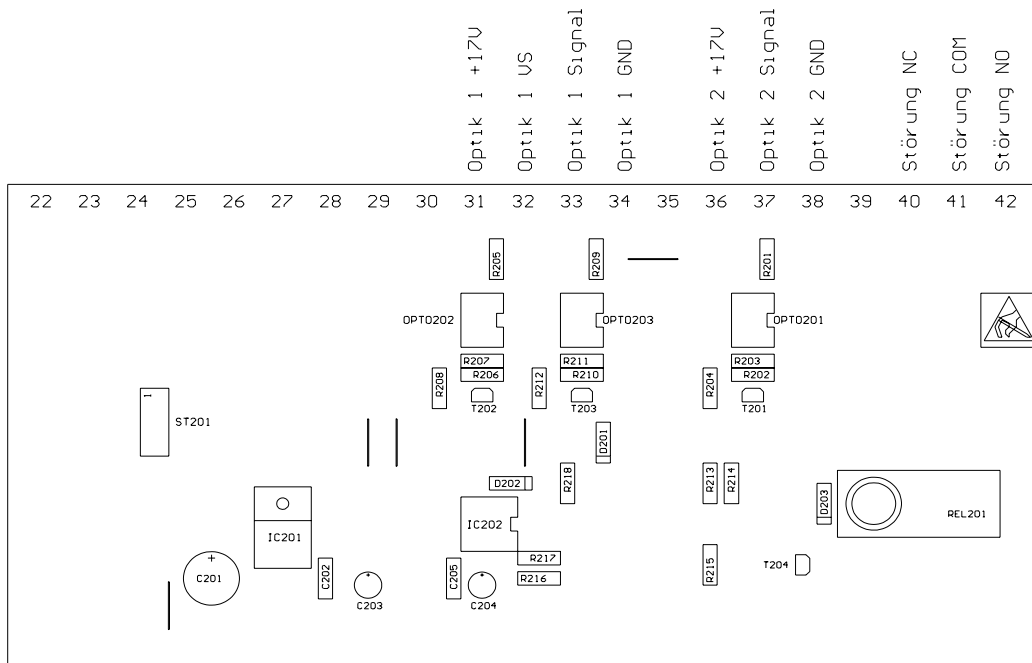 Optik 1 +17V
Optik 1 VS
Optik 1 Signal
Optik 1 GND
Optik 2 +17V
Optik 2 Signal
Optik 2 GND
Störung NC
Störung COM
Störung NO
22 23 24 25 26 27 28 29 30 31 32 33 34 35 36 37 38 39 40 41 42
R205 R209 R201
OPTO202 OPTO203 OPTO201
R207 R211 R203
R208 R206 R212 R210 R204 R202
T202 T203 T201
1
ST201
D201
D202 R218 R213 R214 D203
IC201 IC202 REL201
R217
C201 + C202 C203 + C205 C204 + R216 R215 T204